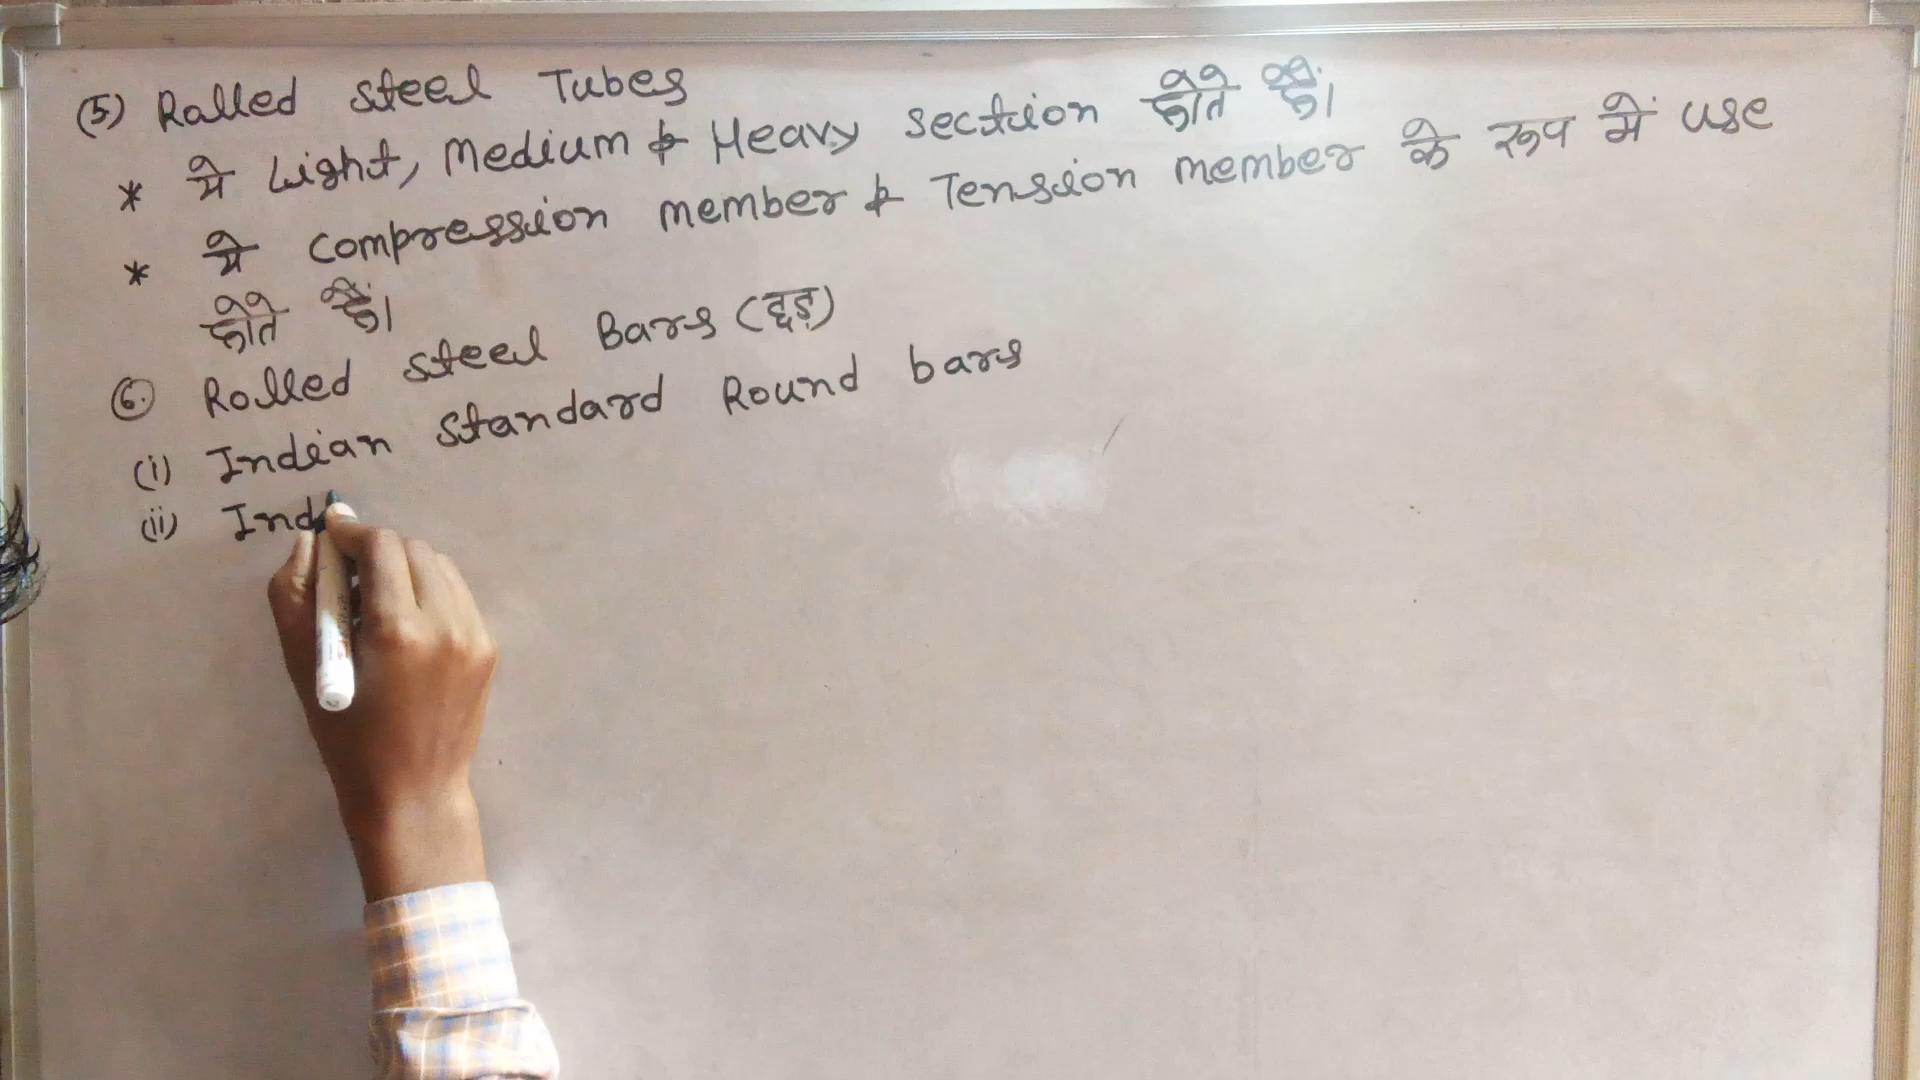 (5) Rolled steel Tubes
* ये Light, Medium & Heavy section होते हैं।
* ये compression member & Tension member के रूप में use
होते हैं।
6. Rolled steel Bars (छड़)
(i) Indian standard Round bars
(ii) Ind